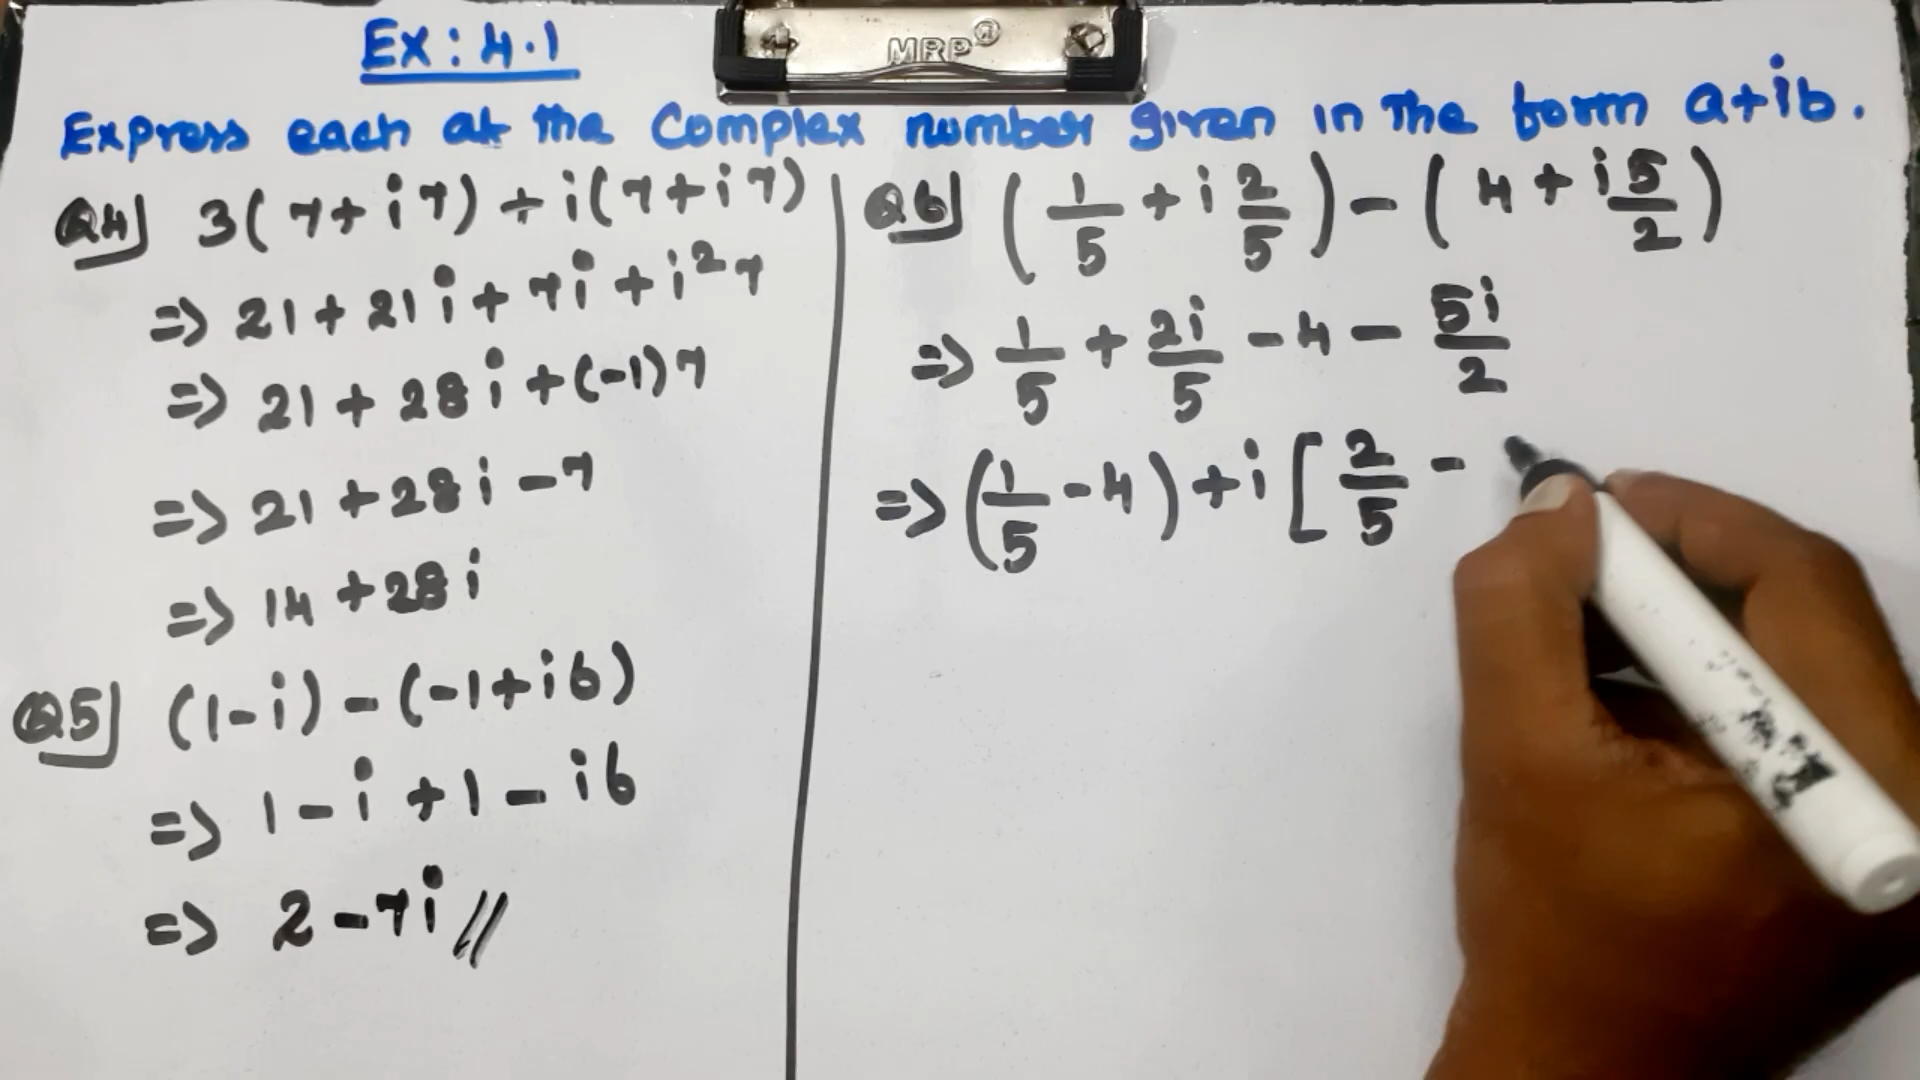 MRP®
Ex : 4.1
Express each of the Complex number given in the form a+ib.
Q4] 3(7+i7)+i(7+i7)
=> 21+21i+7i+i²7
=> 21+28i+(-1)7
=> 21+28i-7
=> 14+28i
Q5] (1-i)-(-1+i6)
=> 1-i+1-i6
=> 2-7i//
Q6] (1/5+i2/5)-(4+i5/2)
=> 1/5+2i/5-4-5i/2
=> (1/5-4)+i[2/5-